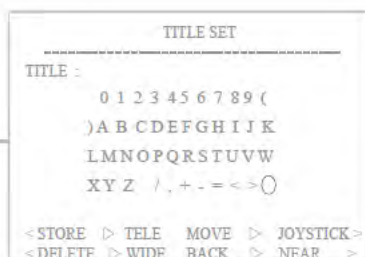 TITLE SET
TITLE :
0 1 2 3 4 5 6 7 8 9 (
) A B C D E F G H I J K
L M N O P Q R S T U V W
X Y Z / . + - = < > O
< STORE ▷ TELE MOVE ▷ JOYSTICK >
< DELETE ▷ WIDE BACK ▷ NEAR >